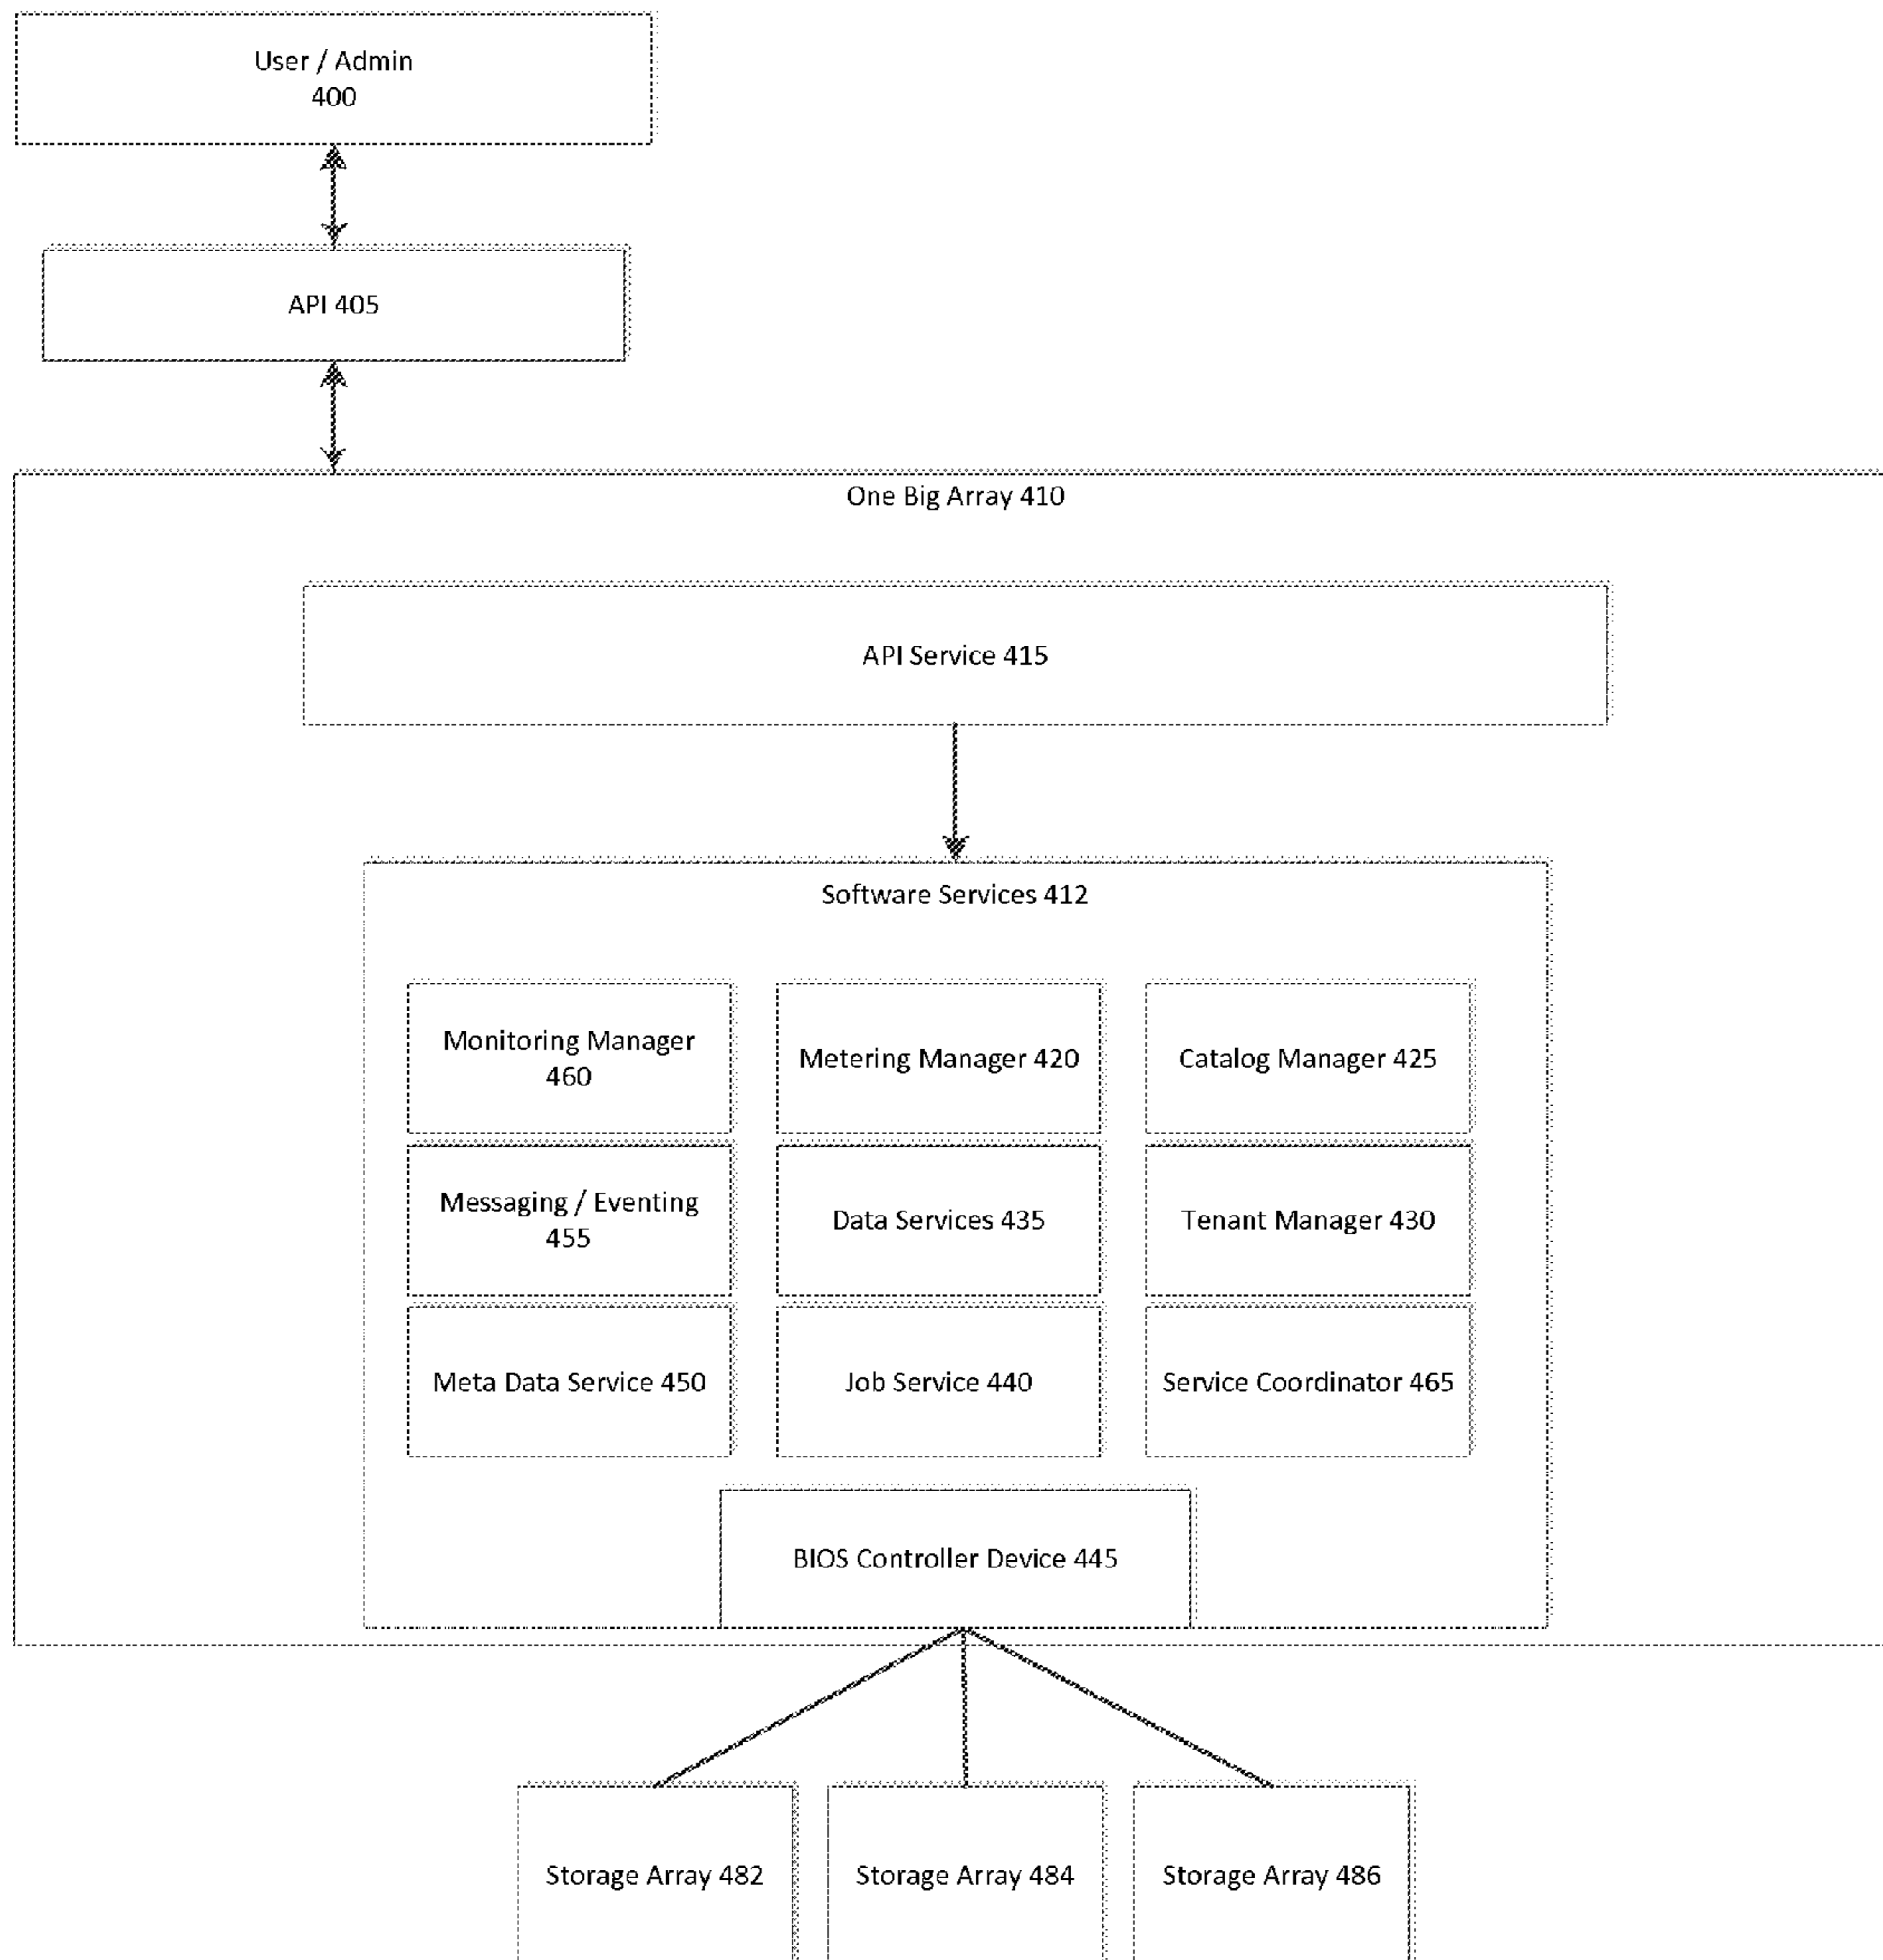 User / Admin
400
API 405
One Big Array 410
API Service 415
Software Services 412
Monitoring Manager
460
Metering Manager 420
Catalog Manager 425
Messaging / Eventing
455
Data Services 435
Tenant Manager 430
Meta Data Service 450
Job Service 440
Service Coordinator 465
BIOS Controller Device 445
Storage Array 482
Storage Array 484
Storage Array 486